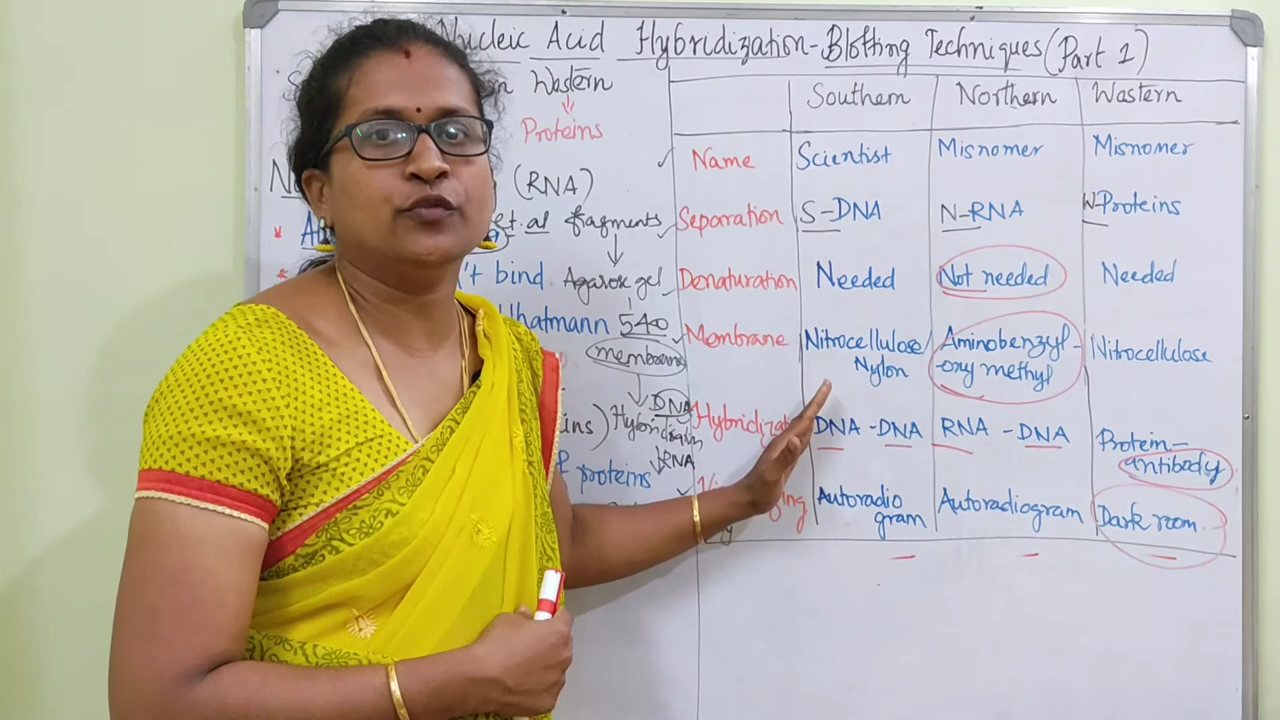 Nucleic Acid Hybridization-Blotting Techniques (Part 1)
Wastern
Proteins
(RNA)
et.al fragments
't bind Agarose gel
Whatmann 540
membrane
DNA
RNA
proteins
Southern Northern Wastern
Name Scientist Misnomer Misnomer
Separation S-DNA N-RNA W-Proteins
Denaturation Needed Not needed Needed
Membrane Nitrocellulose/ Nylon Aminobenzyl-oxy methyl Nitrocellulose
DNA-DNA RNA-DNA Protein-antibody
Autoradio gram Autoradiogram Dark room